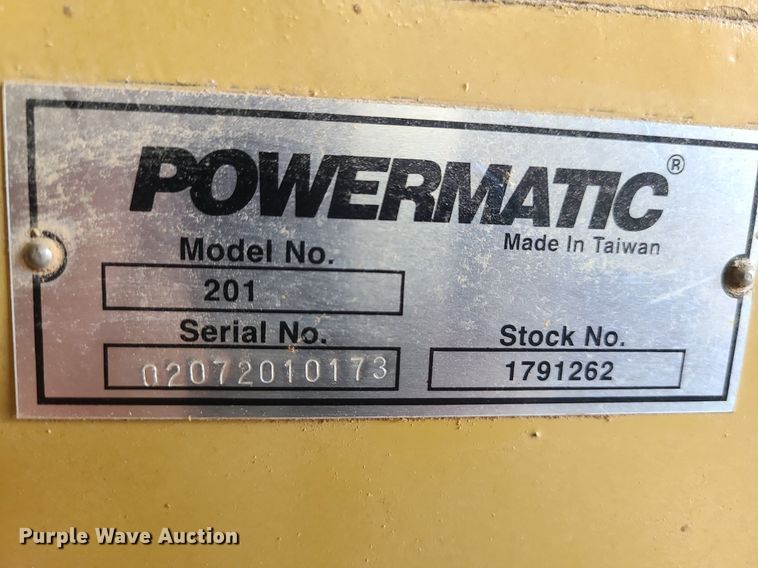 POWERMATIC®
Made In Taiwan
Model No.
201
Serial No.
02072010173
Stock No.
1791262
Purple Wave Auction